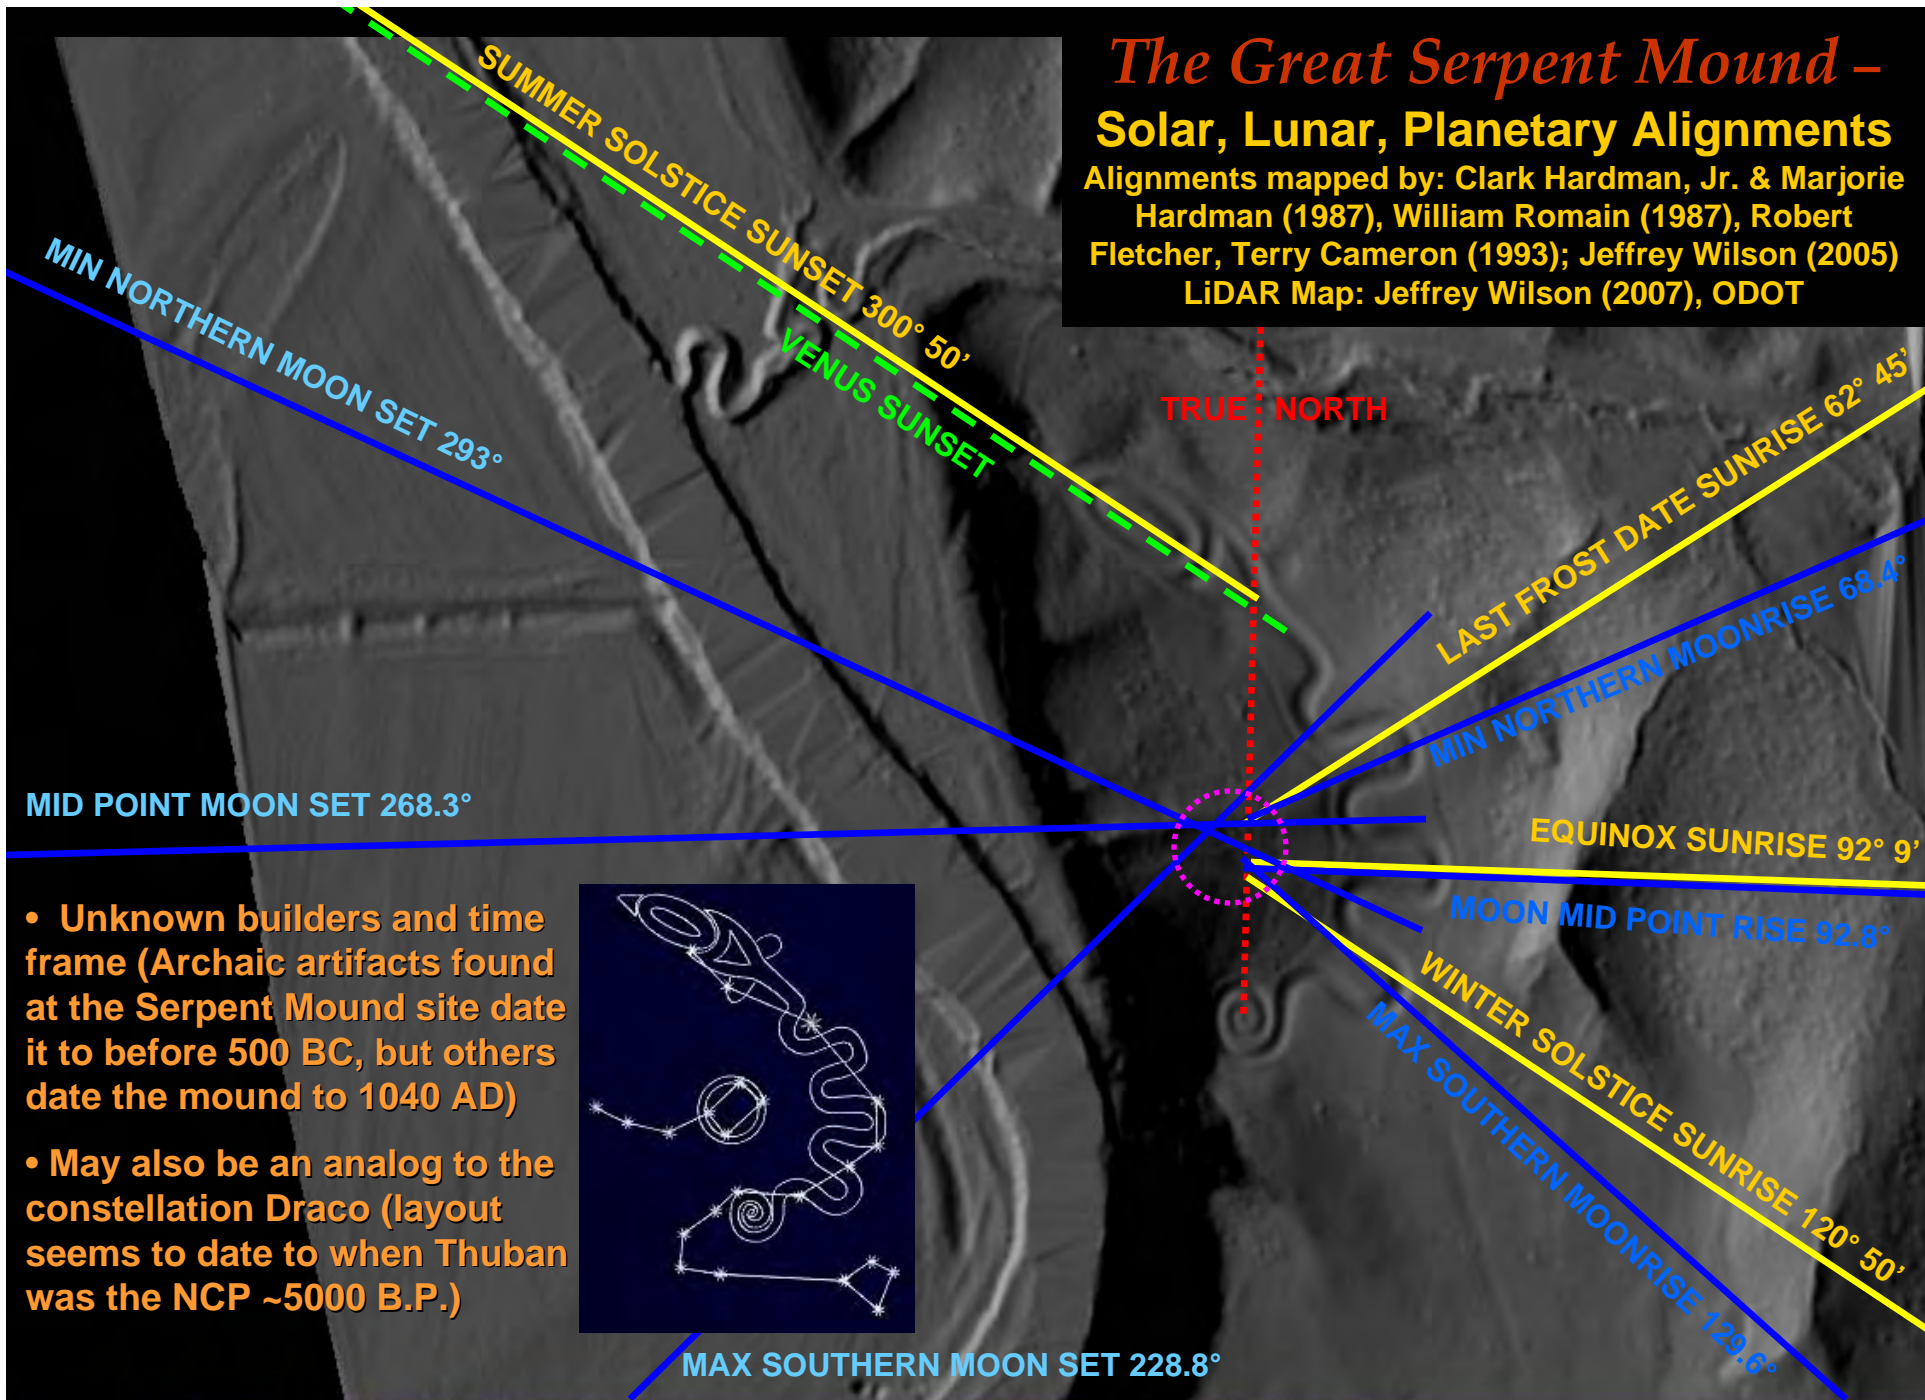 The Great Serpent Mound –
Solar, Lunar, Planetary Alignments
Alignments mapped by: Clark Hardman, Jr. & Marjorie
Hardman (1987), William Romain (1987), Robert
Fletcher, Terry Cameron (1993); Jeffrey Wilson (2005)
LiDAR Map: Jeffrey Wilson (2007), ODOT
SUMMER SOLSTICE SUNSET 300° 50’
VENUS SUNSET
MIN NORTHERN MOON SET 293°
TRUE NORTH
LAST FROST DATE SUNRISE 62° 45’
MIN NORTHERN MOONRISE 68.4°
MID POINT MOON SET 268.3°
EQUINOX SUNRISE 92° 9’
MOON MID POINT RISE 92.8°
WINTER SOLSTICE SUNRISE 120° 50’
MAX SOUTHERN MOONRISE 129.6°
• Unknown builders and time
frame (Archaic artifacts found
at the Serpent Mound site date
it to before 500 BC, but others
date the mound to 1040 AD)
• May also be an analog to the
constellation Draco (layout
seems to date to when Thuban
was the NCP ~5000 B.P.)
MAX SOUTHERN MOON SET 228.8°